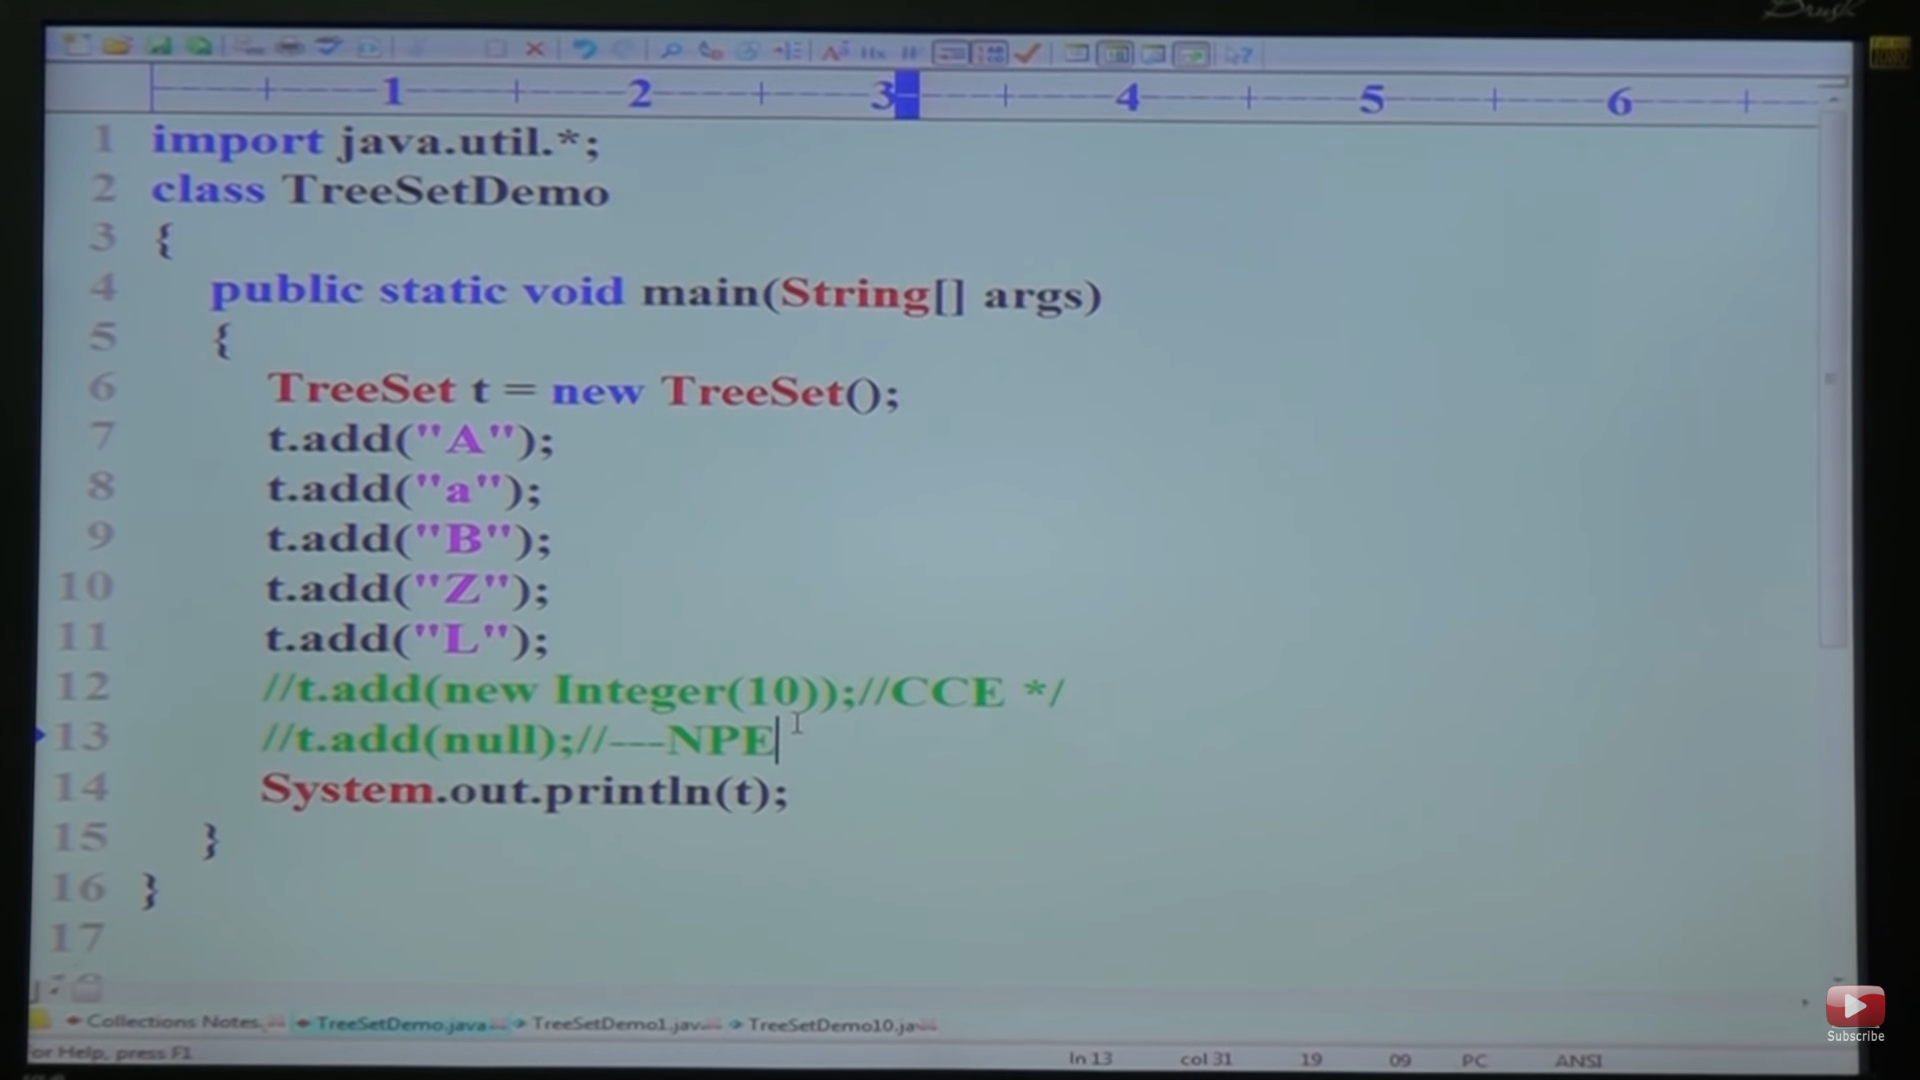 Brush
1 2 3 4 5 6
1 import java.util.*;
2 class TreeSetDemo
3 {
4 public static void main(String[] args)
5 {
6 TreeSet t = new TreeSet();
7 t.add("A");
8 t.add("a");
9 t.add("B");
10 t.add("Z");
11 t.add("L");
12 //t.add(new Integer(10));//CCE */
13 //t.add(null);//---NPE
14 System.out.println(t);
15 }
16 }
17
Collections Notes. TreeSetDemo.java TreeSetDemo1.jav TreeSetDemo10.ja
For Help, press F1
ln 13 col 31 19 09 PC ANSI
Subscribe